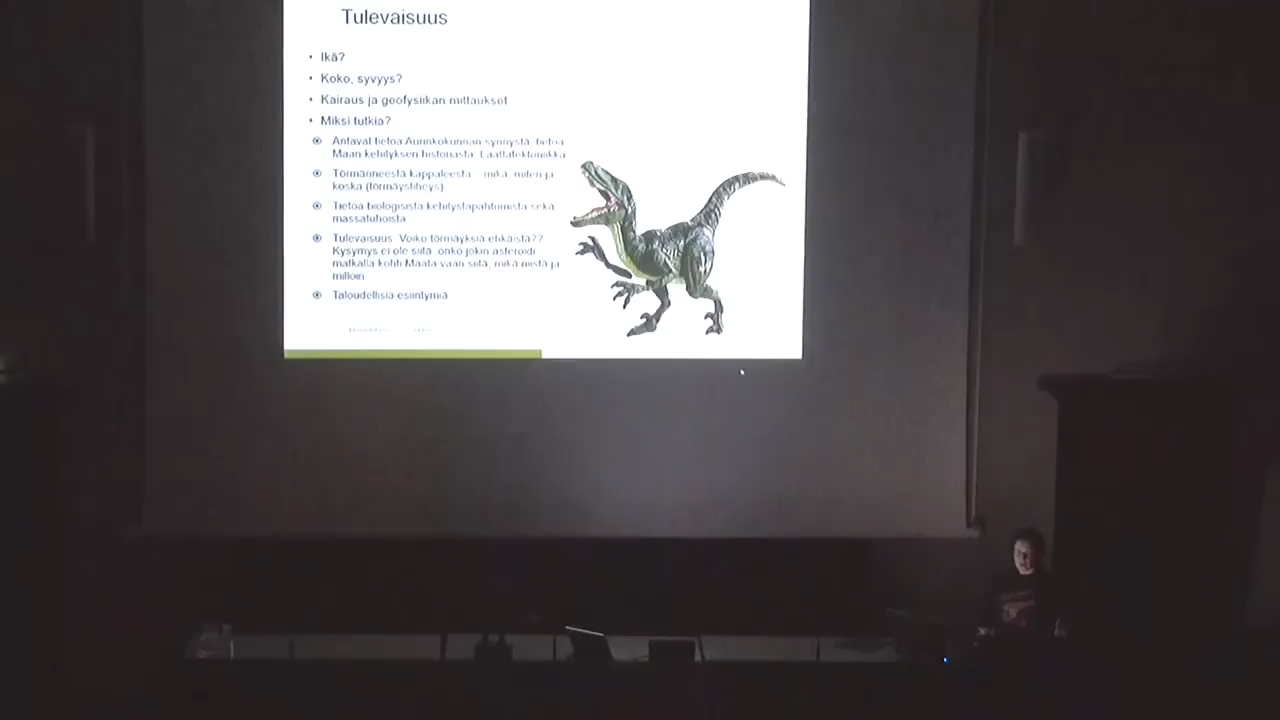 Tulevaisuus
• Ikä?
• Koko, syvyys?
• Kairaus ja geofysiikan mittaukset
• Miksi tutkia?
Antavat tietoa Aurinkokunnan synnystä, tietoa
Maan kehityksen historiasta. Laattatektoniikka
Törmänneestä kappaleesta – mikä, miten ja
koska (törmäystiheys)
Tietoa biologisista kehitystapahtumista sekä
massatuhoista
Tulevaisuus. Voiko törmäyksiä ehkäistä??
Kysymys ei ole siitä, onko jokin asteroidi
matkalla kohti Maata vaan siitä, mikä niistä ja
milloin
Taloudellisia esiintymiä